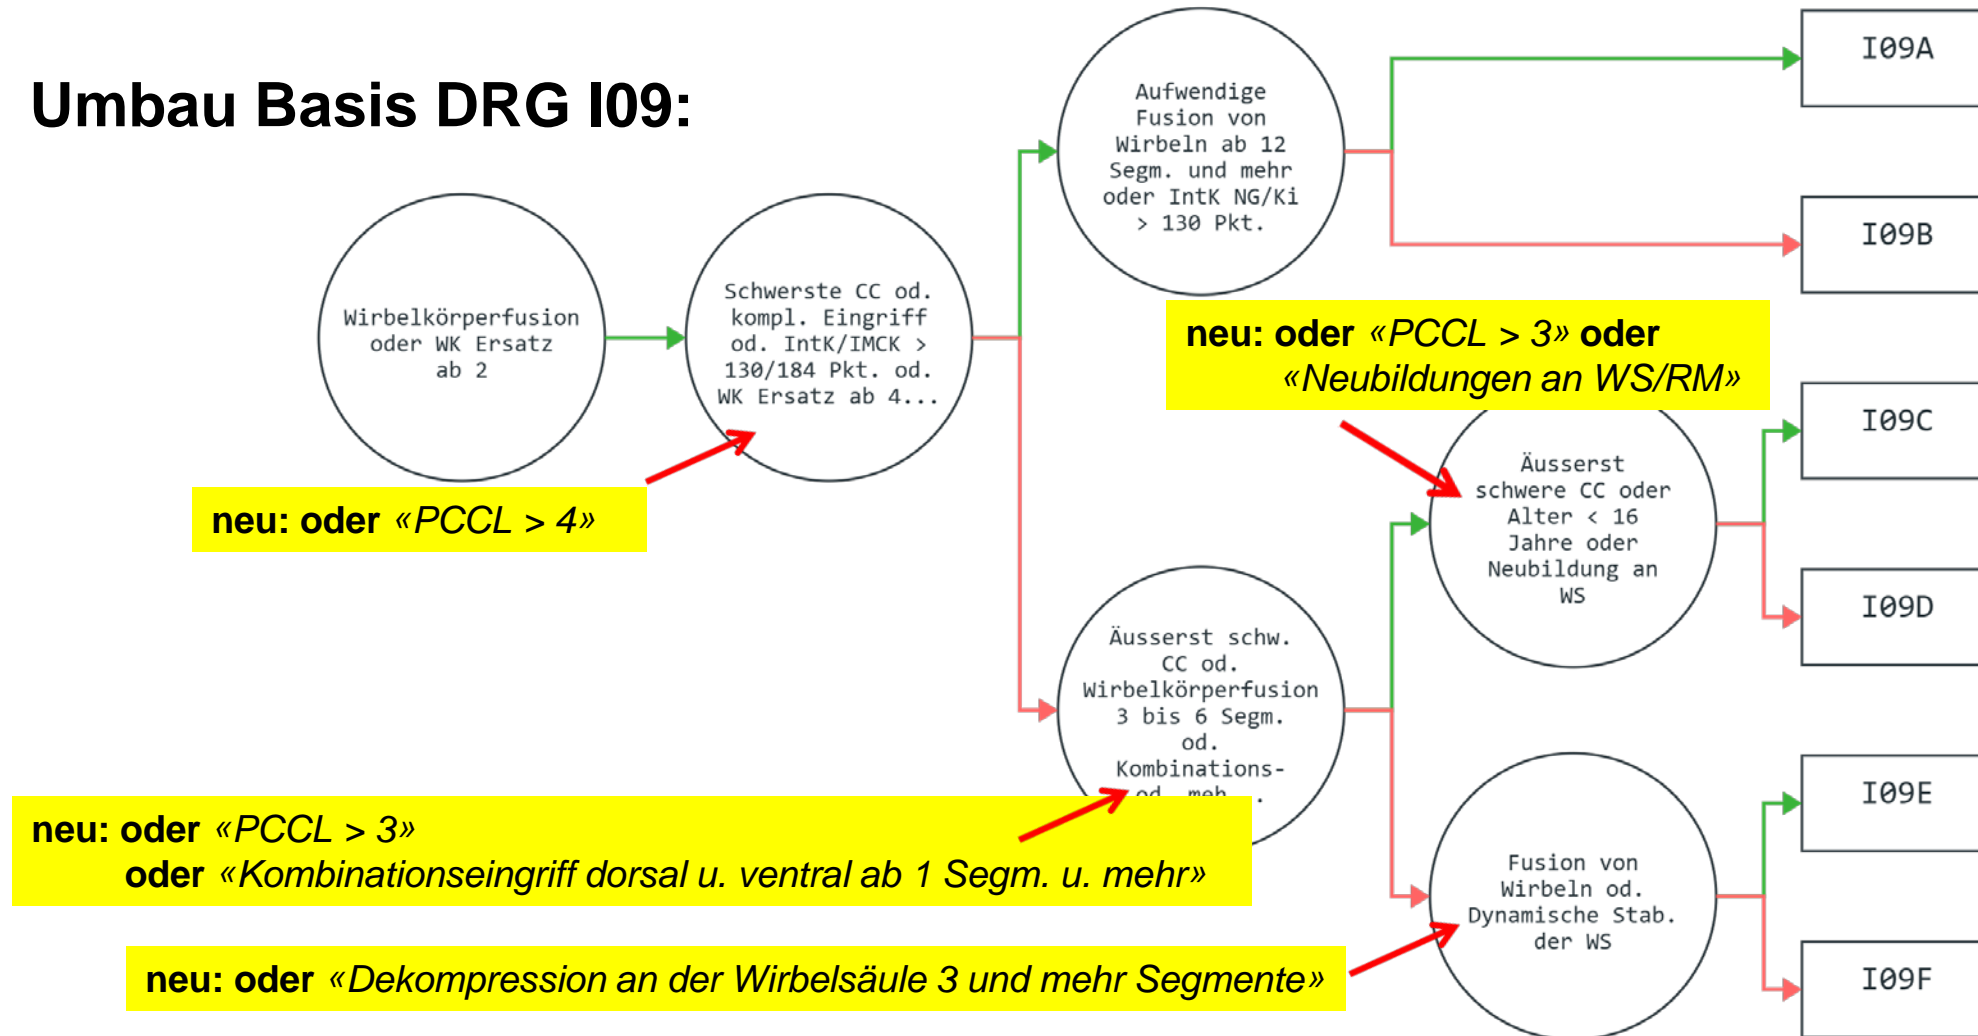 Umbau Basis DRG I09:
Wirbelkörperfusion
oder WK Ersatz
ab 2
Schwerste CC od.
kompl. Eingriff
od. IntK/IMCK >
130/184 Pkt. od.
WK Ersatz ab 4...
neu: oder «PCCL > 4»
Aufwendige
Fusion von
Wirbeln ab 12
Segm. und mehr
oder IntK NG/Ki
> 130 Pkt.
I09A
I09B
neu: oder «PCCL > 3» oder
«Neubildungen an WS/RM»
Äusserst
schwere CC oder
Alter < 16
Jahre oder
Neubildung an
WS
I09C
I09D
Äusserst schw.
CC od.
Wirbelkörperfusion
3 bis 6 Segm.
od.
Kombinations-
od. meh
neu: oder «PCCL > 3»
oder «Kombinationseingriff dorsal u. ventral ab 1 Segm. u. mehr»
Fusion von
Wirbeln od.
Dynamische Stab.
der WS
I09E
I09F
neu: oder «Dekompression an der Wirbelsäule 3 und mehr Segmente»